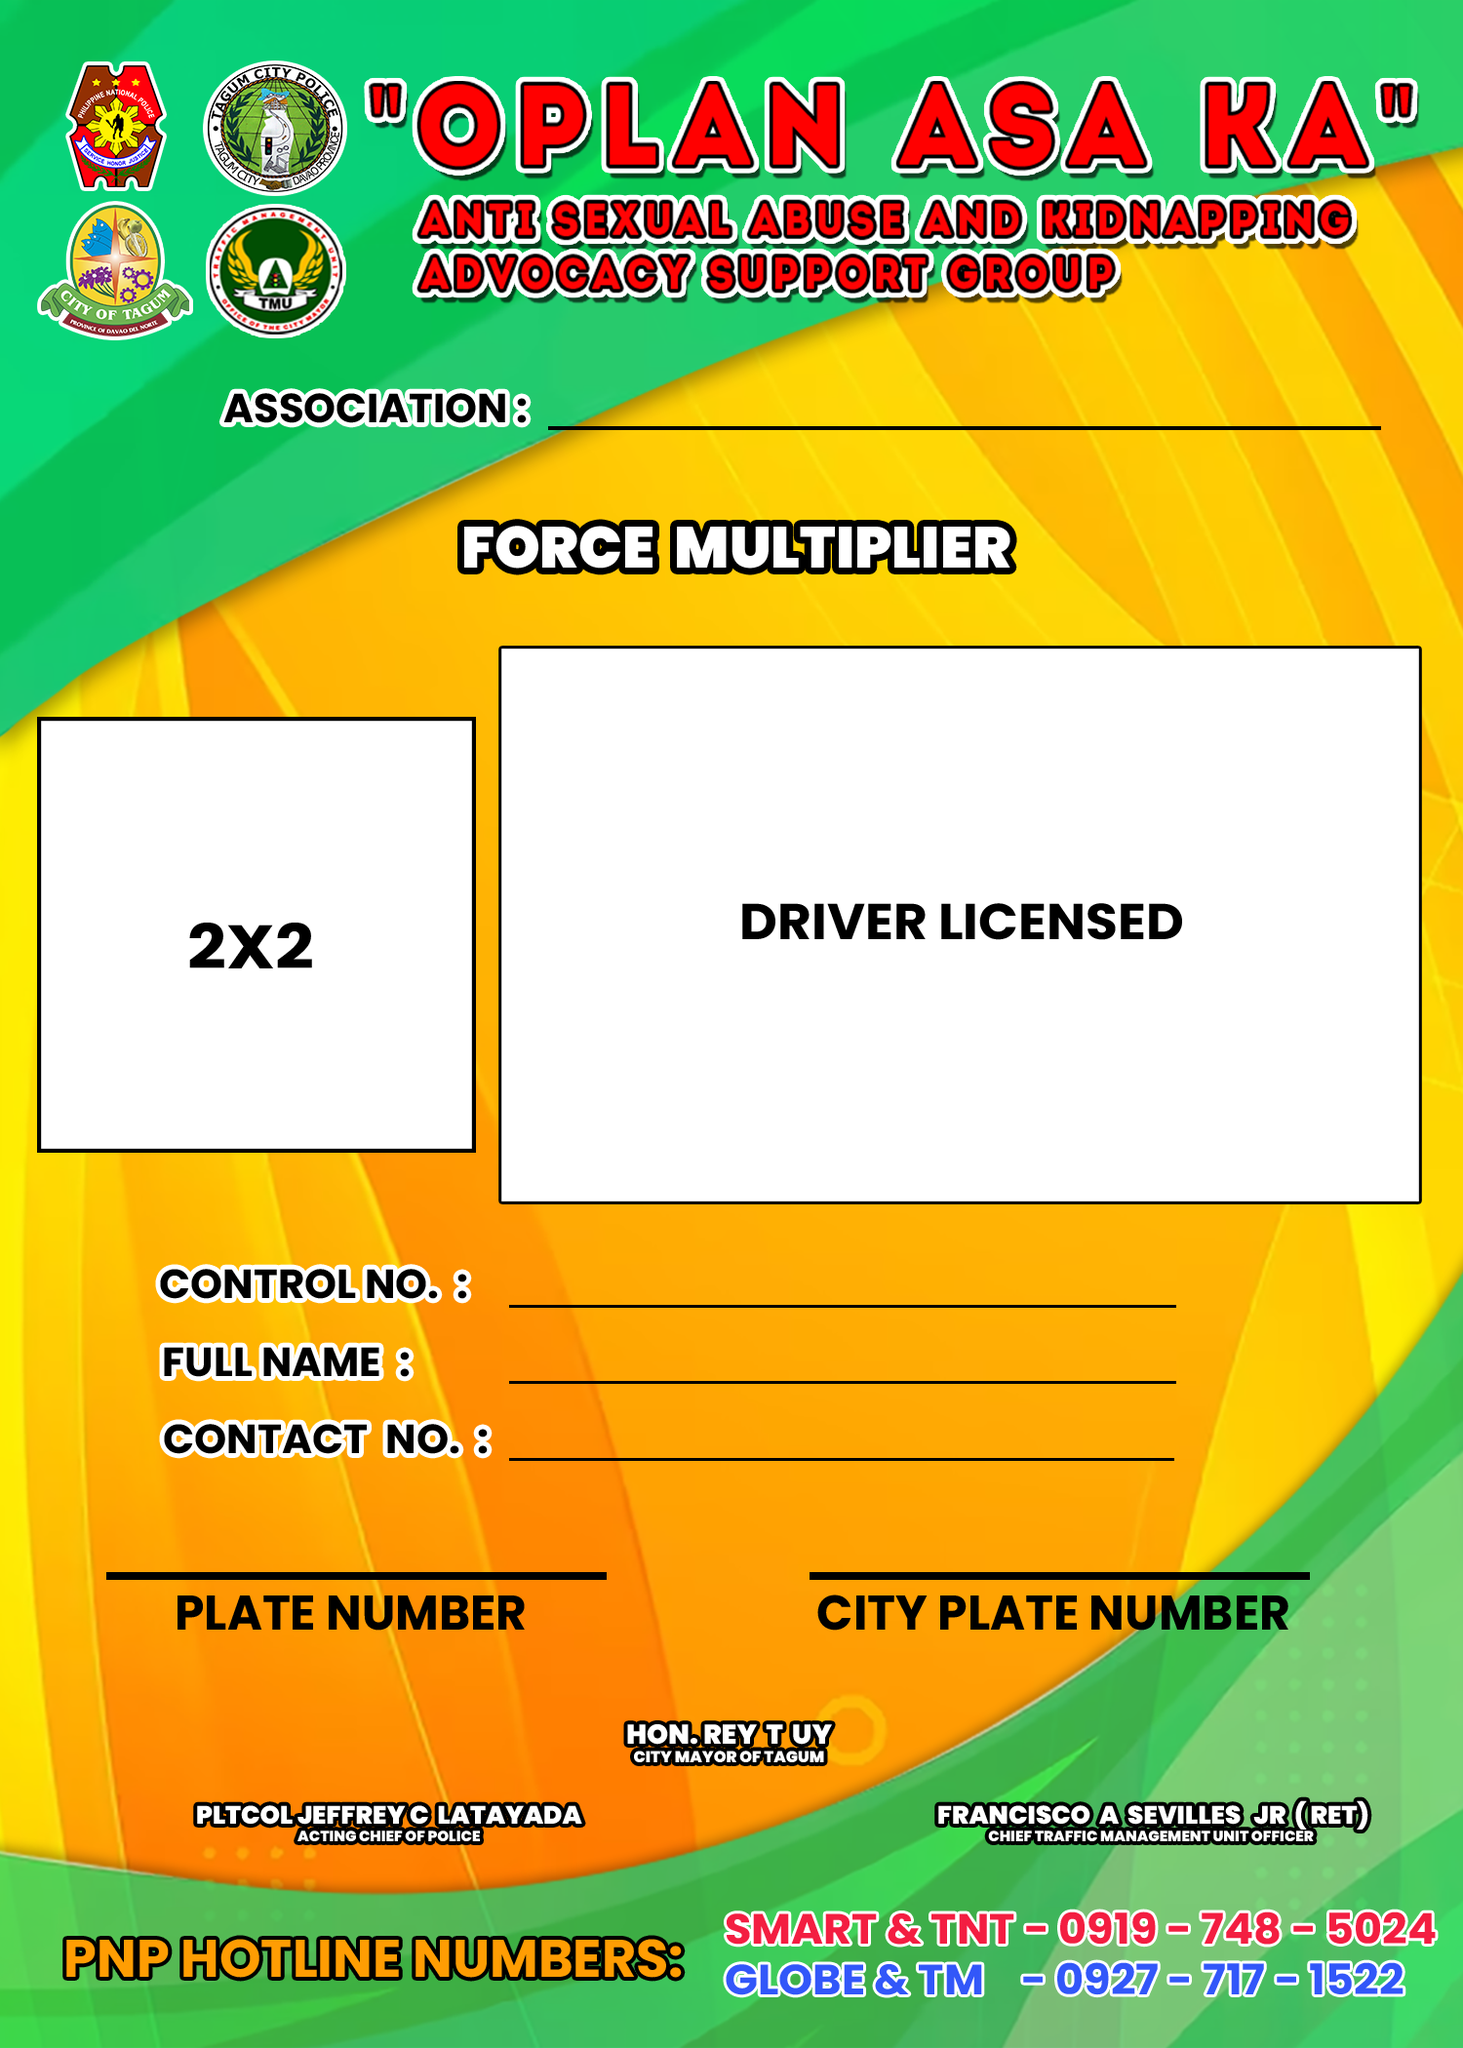 "OPLAN ASA KA"
ANTI SEXUAL ABUSE AND KIDNAPPING
ADVOCACY SUPPORT GROUP
PHILIPPINE NATIONAL POLICE
SERVICE HONOR JUSTICE
TAGUM CITY POLICE
TAGUM CITY DAVAO PROVINCE
CITY OF TAGUM
PROVINCE OF DAVAO DEL NORTE
TRAFFIC MANAGEMENT UNIT
TMU
OFFICE OF THE CITY MAYOR
ASSOCIATION:
FORCE MULTIPLIER
2X2
DRIVER LICENSED
CONTROL NO. :
FULL NAME :
CONTACT NO. :
PLATE NUMBER
CITY PLATE NUMBER
HON. REY T UY
CITY MAYOR OF TAGUM
PLTCOL JEFFREY C LATAYADA
ACTING CHIEF OF POLICE
FRANCISCO A SEVILLES JR (RET)
CHIEF TRAFFIC MANAGEMENT UNIT OFFICER
PNP HOTLINE NUMBERS:
SMART & TNT - 0919 - 748 - 5024
GLOBE & TM - 0927 - 717 - 1522